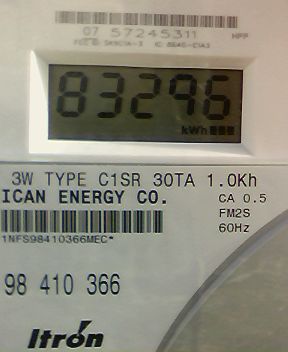 07 57245311 HPF
83296
kWh
3W TYPE C1SR 30TA 1.0Kh
ICAN ENERGY CO. CA 0.5
FM2S
60Hz
1NFS98410366MEC*
98 410 366
Itron